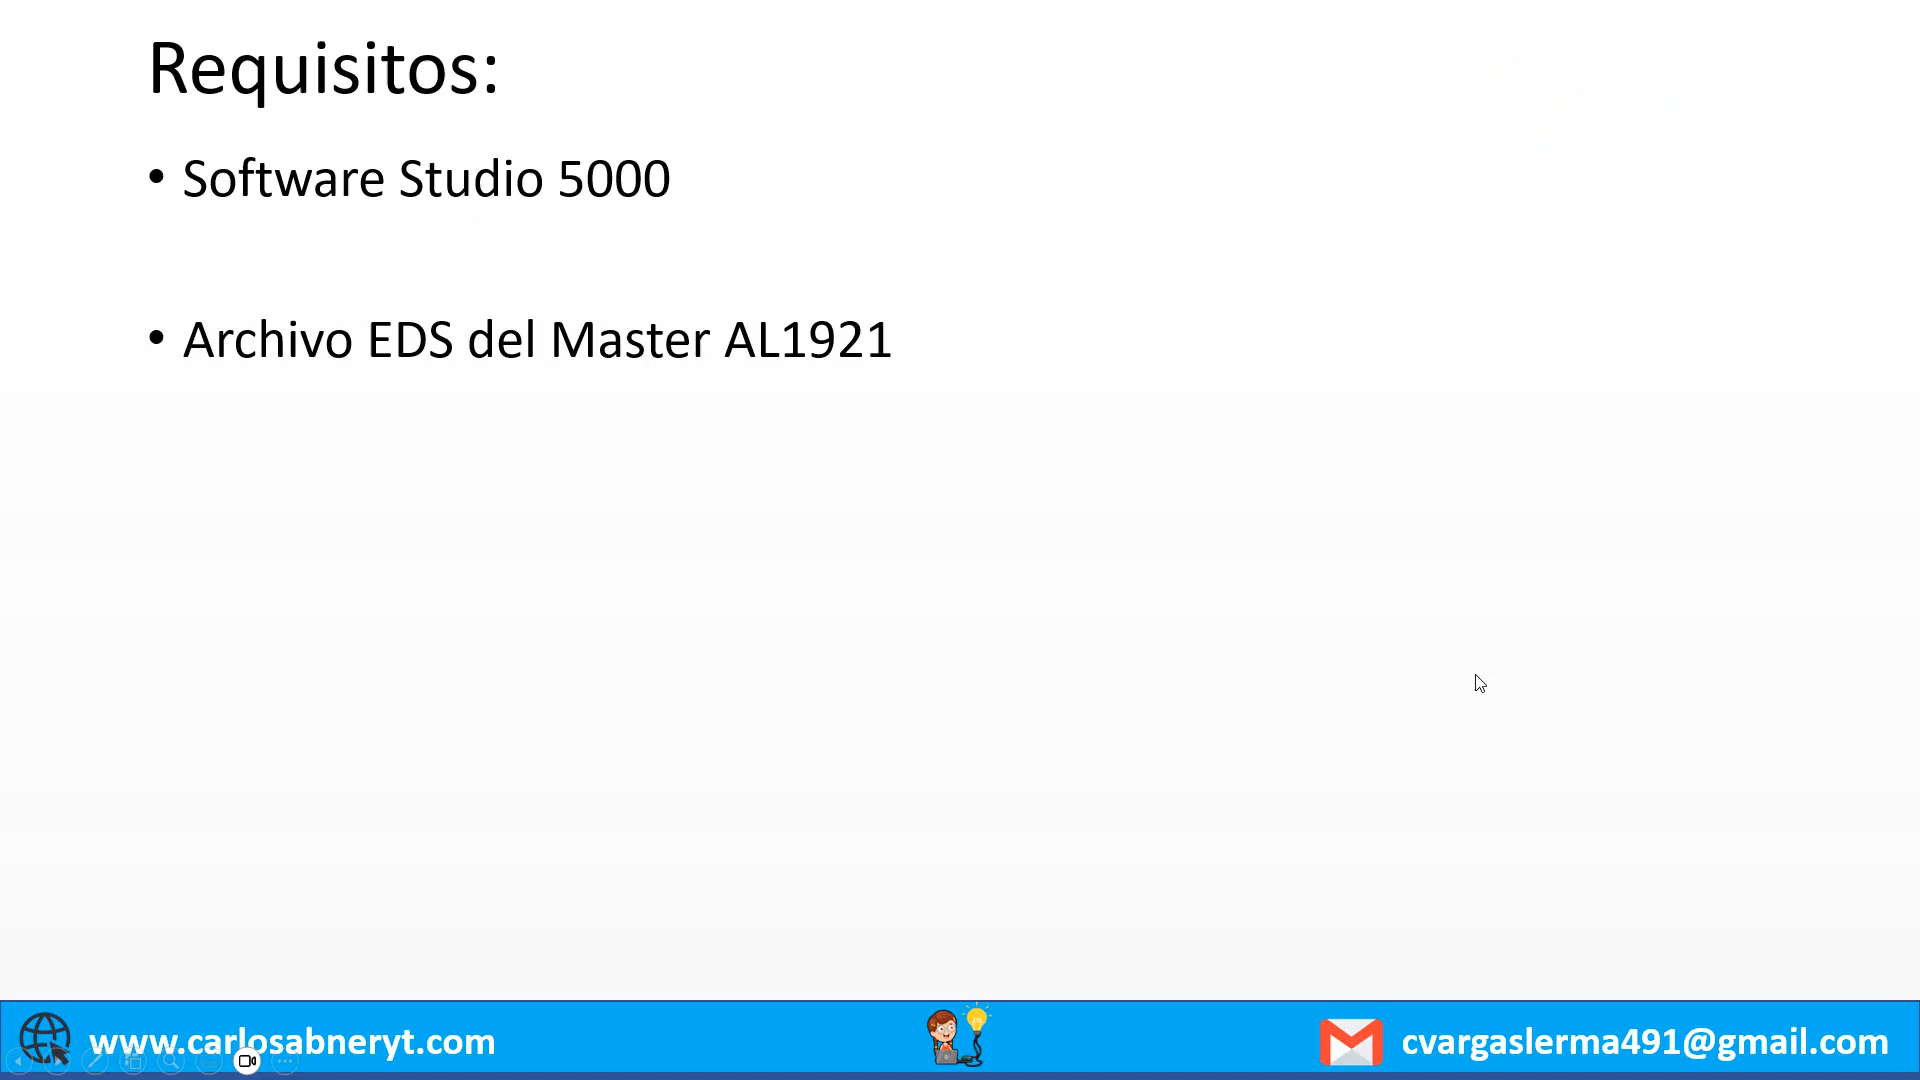 Requisitos:
• Software Studio 5000
• Archivo EDS del Master AL1921
www.carlosabneryt.com
cvargaslerma491@gmail.com